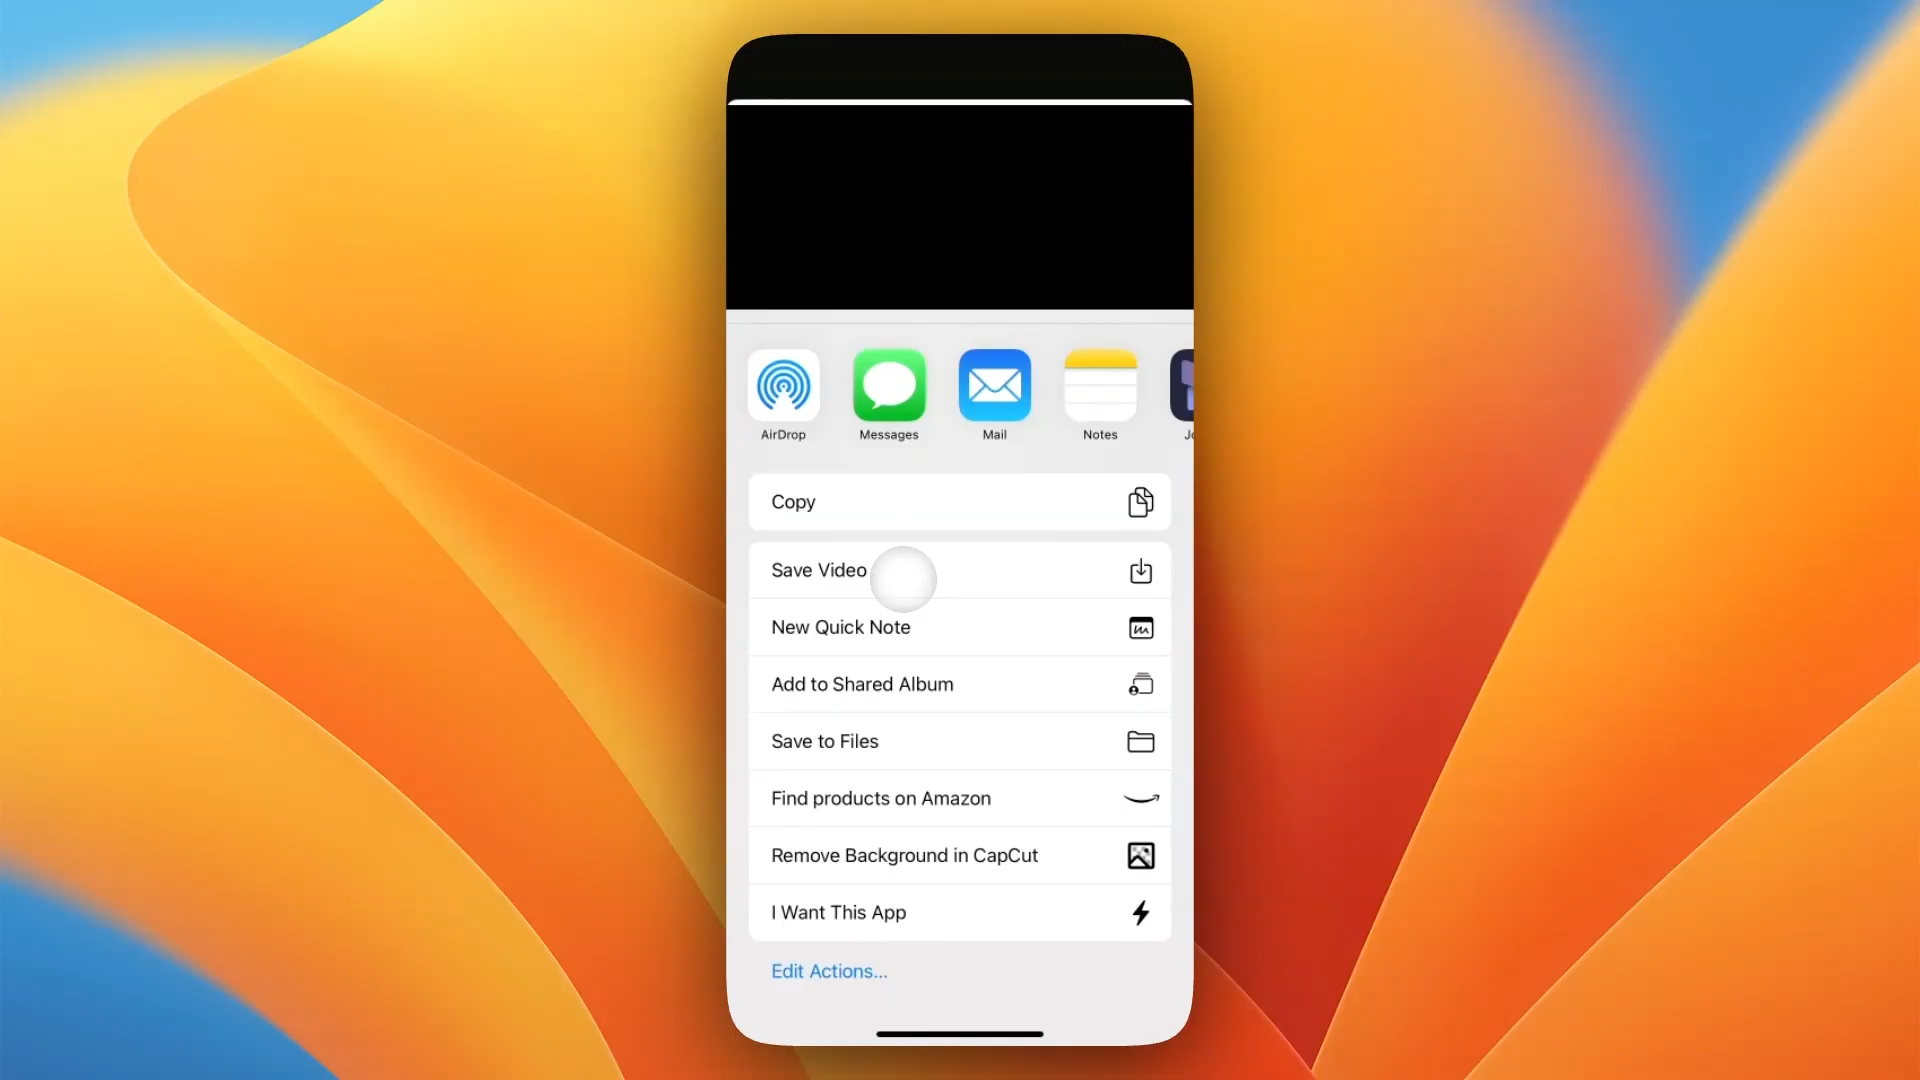 AirDrop
Messages
Mail
Notes
Copy
Save Video
New Quick Note
Add to Shared Album
Save to Files
Find products on Amazon
Remove Background in CapCut
I Want This App
Edit Actions...